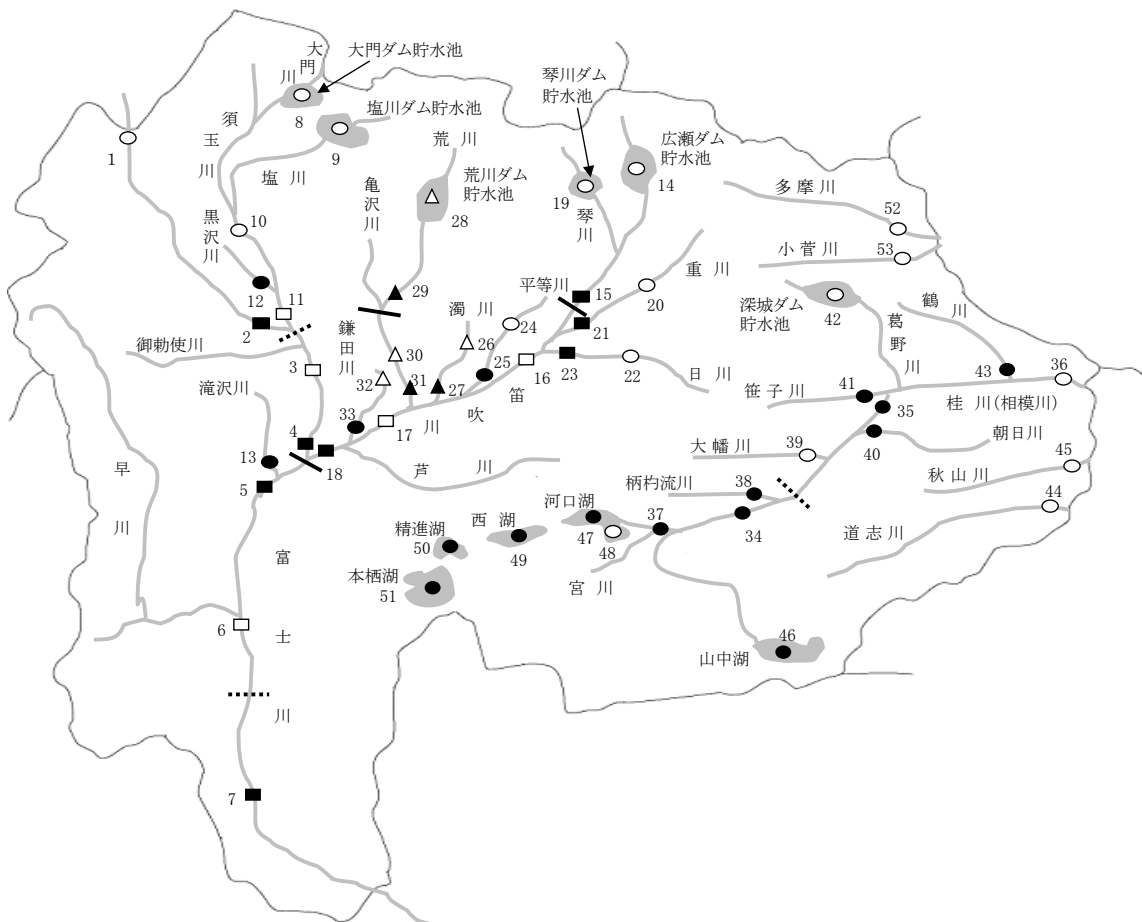 大門川
大門ダム貯水池
8
須玉川
塩川ダム貯水池
9
塩川
1
10
黒沢川
12
11
2
御勅使川
3
荒川
荒川ダム
貯水池
28
亀沢川
29
30
鎌田川
32
31
33
濁川
26
27
琴川ダム
貯水池
19
琴川
広瀬ダム
貯水池
14
平等川
15
重川
20
21
24
25
16
23
22
日川
笛吹川
17
滝沢川
4
18
13
5
芦川
早川
6
富士川
7
多摩川
52
小菅川
53
深城ダム
貯水池
42
鶴川
葛野川
43
36
笹子川
41
35
桂川(相模川)
朝日川
40
大幡川
39
秋山川
45
柄杓流川
38
44
道志川
34
37
河口湖
47
48
西湖
49
精進湖
50
本栖湖
51
宮川
46
山中湖